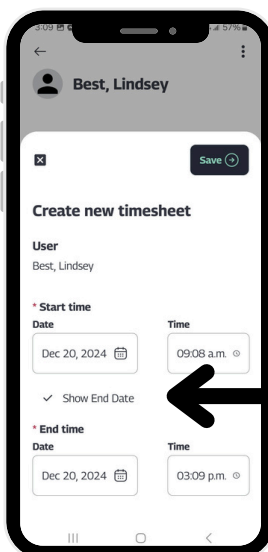 3:09
57%
Best, Lindsey
Save
Create new timesheet
User
Best, Lindsey
* Start time
Date Time
Dec 20, 2024 09:08 a.m.
Show End Date
* End time
Date Time
Dec 20, 2024 03:09 p.m.